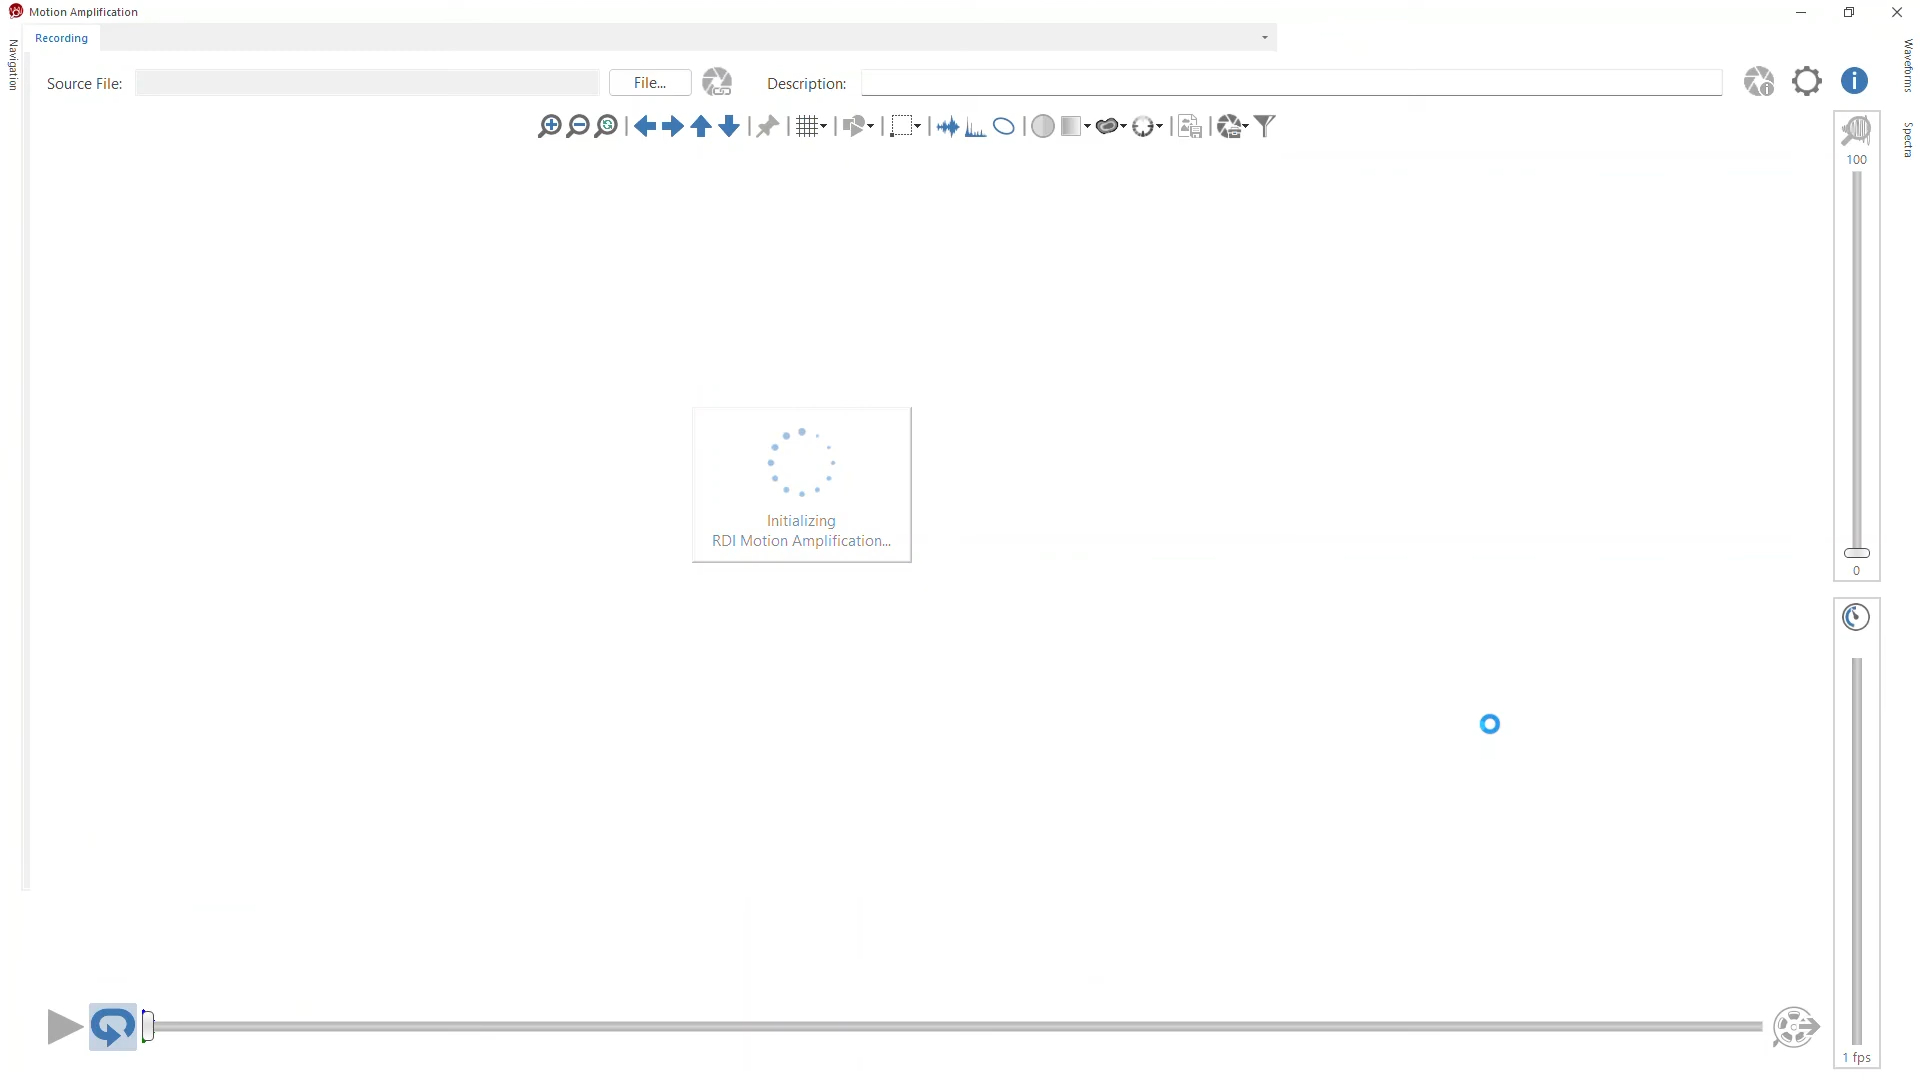 Motion Amplification
Recording
Navigation
Source File:
File...
Description:
i
Waveforms
Spectra
100
0
Initializing
RDI Motion Amplification...
1 fps